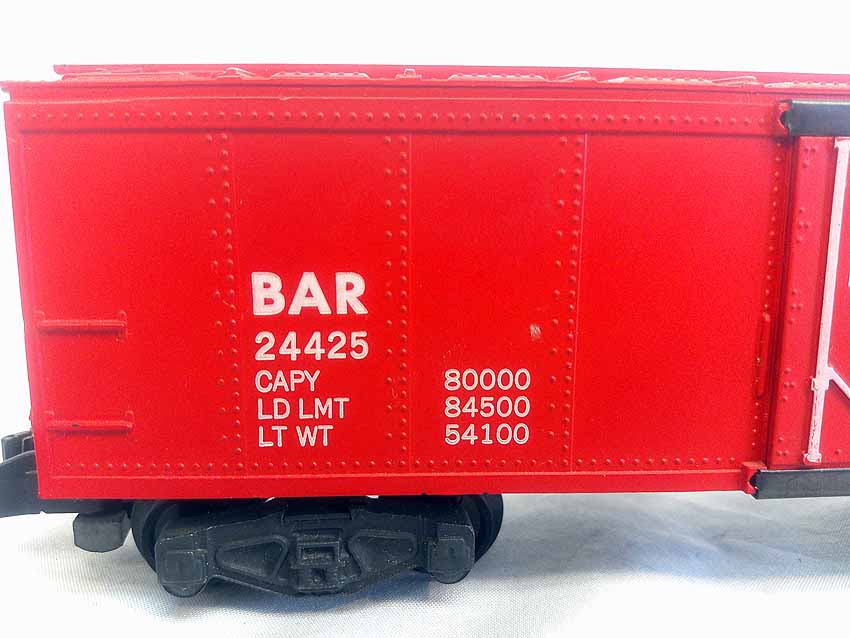 BAR
24425
CAPY 80000
LD LMT 84500
LT WT 54100